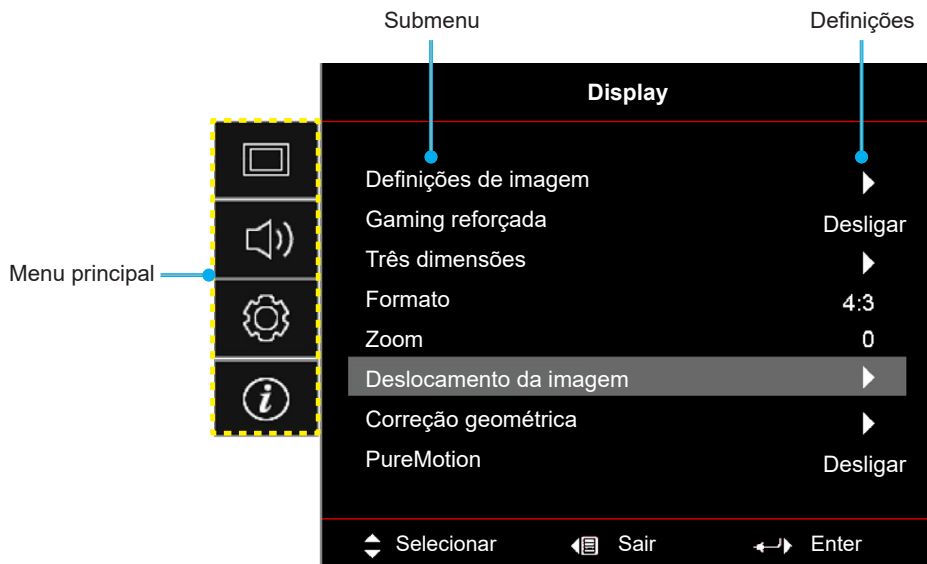 Submenu
Definições
Display
Definições de imagem
Gaming reforçada
Desligar
Três dimensões
Formato
4:3
Zoom
0
Menu principal
Deslocamento da imagem
Correção geométrica
PureMotion
Desligar
Selecionar
Sair
Enter